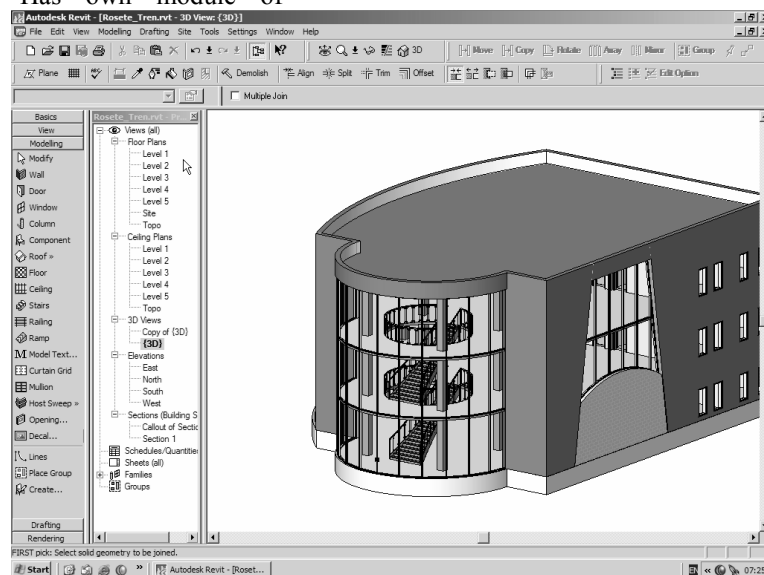 Has own module of
Autodesk Revit - [Rosete_Tren.rvt - 3D View: {3D}]
File Edit View Modelling Drafting Site Tools Settings Window Help
3D Move Copy Rotate Array Mirror Group
Plane Demolish Align Split Trim Offset Edit Option
Multiple Join
Basics
View
Modelling
Modify
Wall
Door
Window
Column
Component
Roof »
Floor
Ceiling
Stairs
Railing
Ramp
Model Text...
Curtain Grid
Mullion
Host Sweep »
Opening...
Decal...
Lines
Place Group
Create...
Drafting
Rendering
Rosete_Tren.rvt - Pr...
Views (all)
Floor Plans
Level 1
Level 2
Level 3
Level 4
Level 5
Site
Topo
Ceiling Plans
Level 1
Level 2
Level 3
Level 4
Level 5
Topo
3D Views
Copy of {3D}
{3D}
Elevations
East
North
South
West
Sections (Building S
Callout of Sectio
Section 1
Schedules/Quantities
Sheets (all)
Families
Groups
FIRST pick: Select solid geometry to be joined.
Start » Autodesk Revit - [Roset... « 07:25